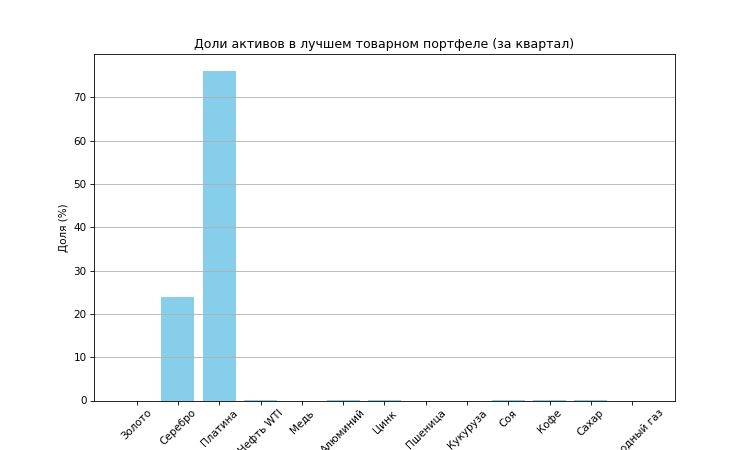 Доли активов в лучшем товарном портфеле (за квартал)
Доля (%)
70
60
50
40
30
20
10
0
Золото
Серебро
Платина
Нефть WTI
Медь
Алюминий
Цинк
Пшеница
Кукуруза
Соя
Кофе
Сахар
газ